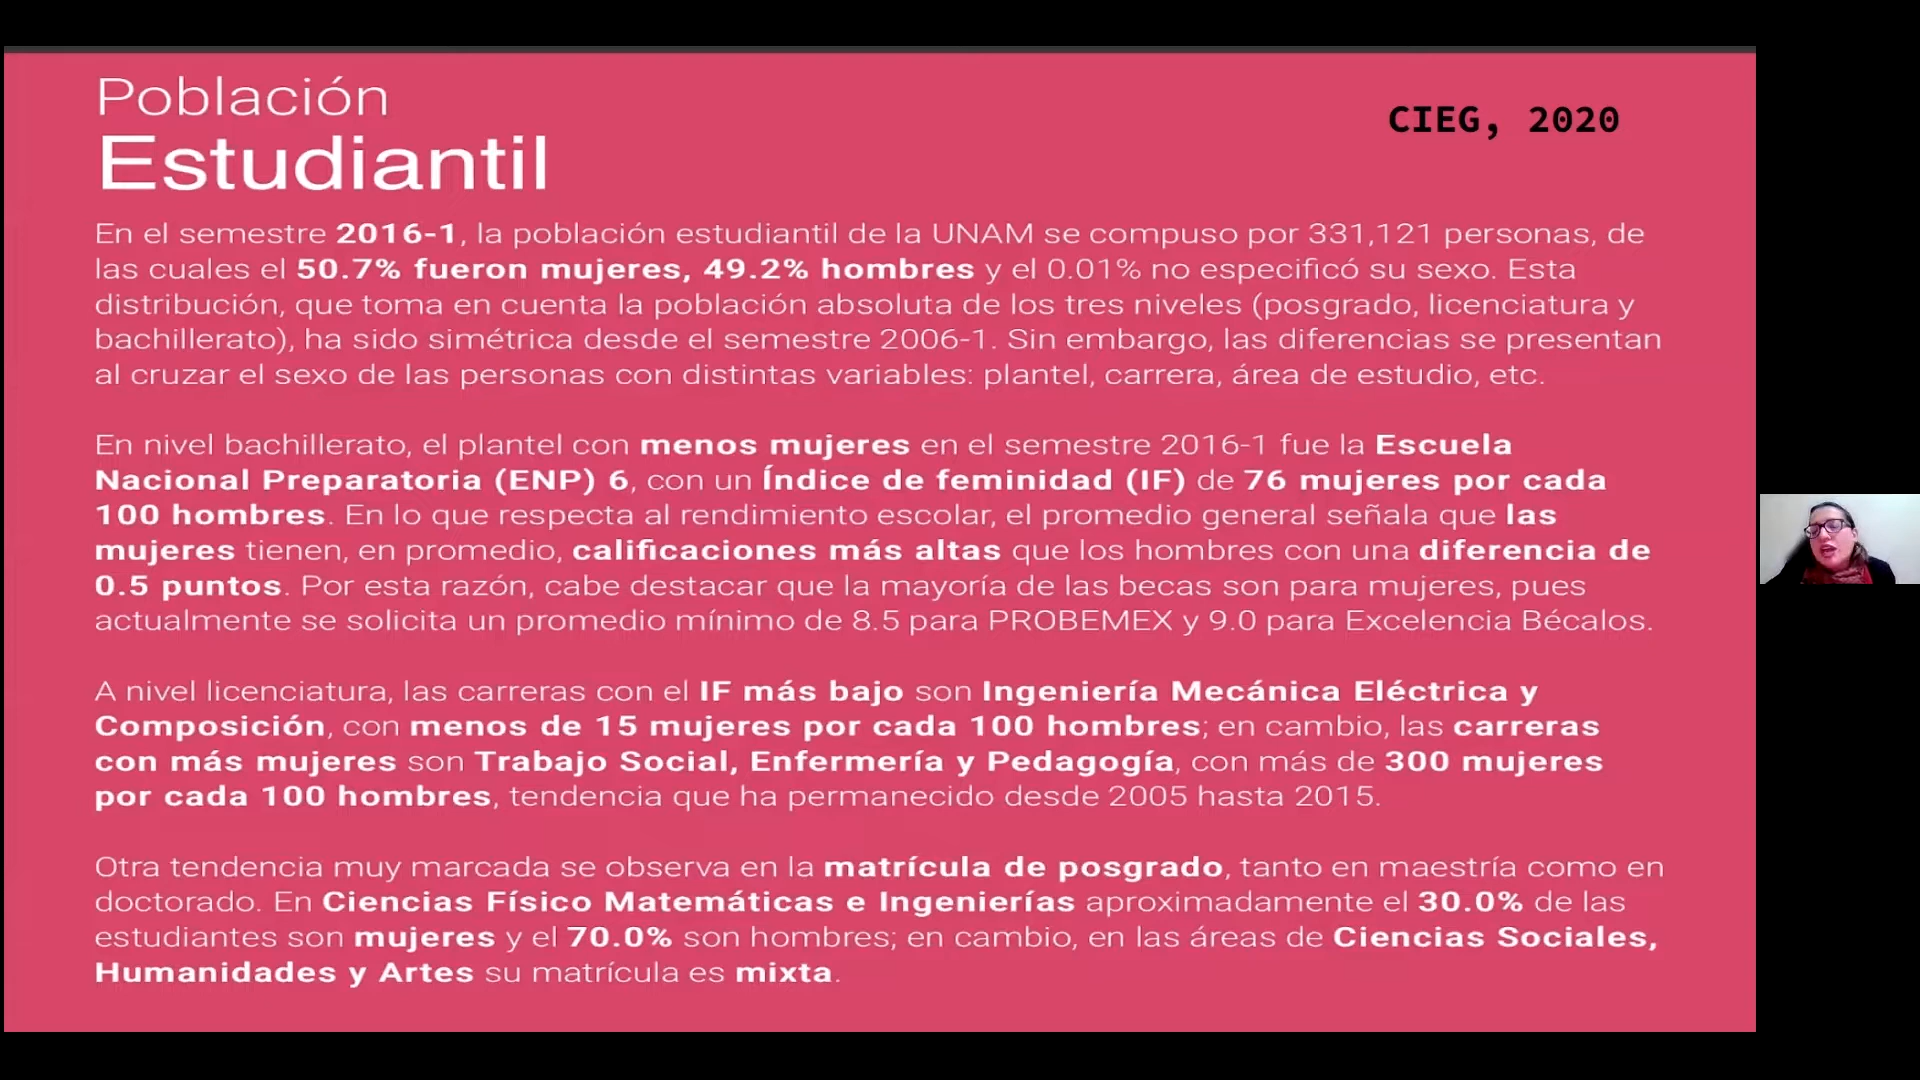 Población
Estudiantil
CIEG, 2020
En el semestre 2016-1, la población estudiantil de la UNAM se compuso por 331,121 personas, de
las cuales el 50.7% fueron mujeres, 49.2% hombres y el 0.01% no especificó su sexo. Esta
distribución, que toma en cuenta la población absoluta de los tres niveles (posgrado, licenciatura y
bachillerato), ha sido simétrica desde el semestre 2006-1. Sin embargo, las diferencias se presentan
al cruzar el sexo de las personas con distintas variables: plantel, carrera, área de estudio, etc.
En nivel bachillerato, el plantel con menos mujeres en el semestre 2016-1 fue la Escuela
Nacional Preparatoria (ENP) 6, con un Índice de feminidad (IF) de 76 mujeres por cada
100 hombres. En lo que respecta al rendimiento escolar, el promedio general señala que las
mujeres tienen, en promedio, calificaciones más altas que los hombres con una diferencia de
0.5 puntos. Por esta razón, cabe destacar que la mayoría de las becas son para mujeres, pues
actualmente se solicita un promedio mínimo de 8.5 para PROBEMEX y 9.0 para Excelencia Bécalos.
A nivel licenciatura, las carreras con el IF más bajo son Ingeniería Mecánica Eléctrica y
Composición, con menos de 15 mujeres por cada 100 hombres; en cambio, las carreras
con más mujeres son Trabajo Social, Enfermería y Pedagogía, con más de 300 mujeres
por cada 100 hombres, tendencia que ha permanecido desde 2005 hasta 2015.
Otra tendencia muy marcada se observa en la matrícula de posgrado, tanto en maestría como en
doctorado. En Ciencias Físico Matemáticas e Ingenierías aproximadamente el 30.0% de las
estudiantes son mujeres y el 70.0% son hombres; en cambio, en las áreas de Ciencias Sociales,
Humanidades y Artes su matrícula es mixta.